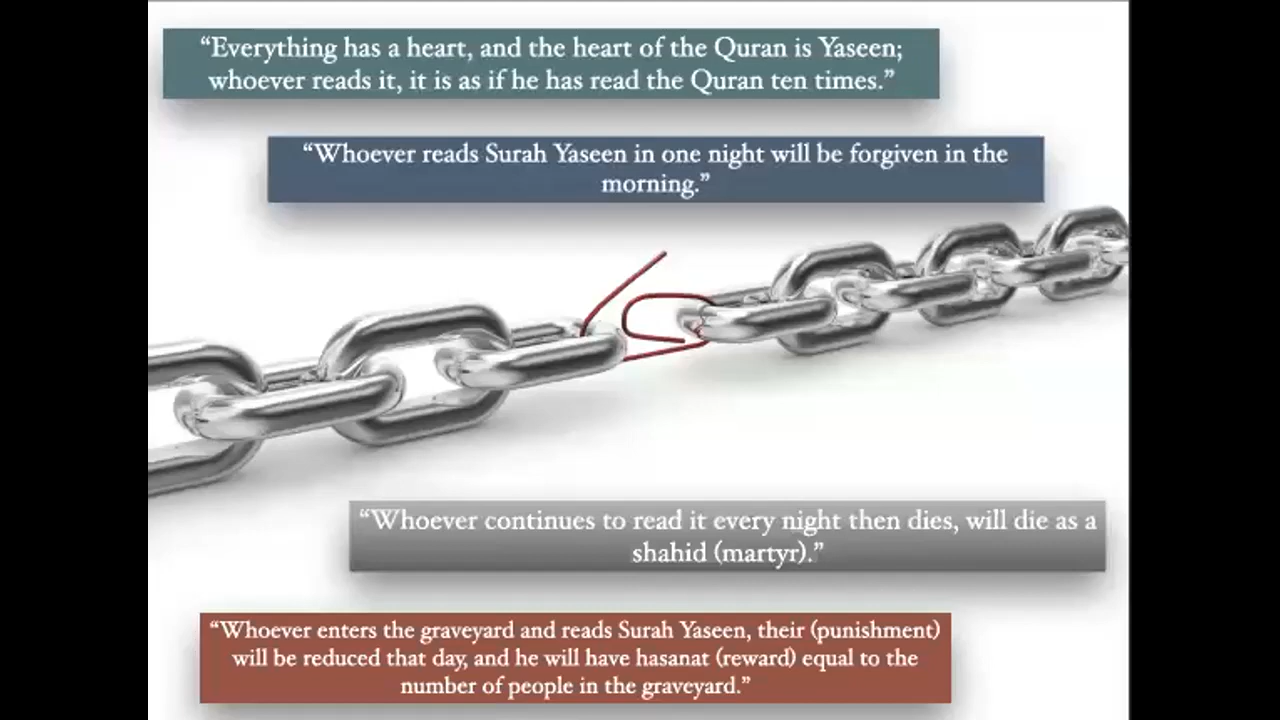 “Everything has a heart, and the heart of the Quran is Yaseen;
whoever reads it, it is as if he has read the Quran ten times.”
“Whoever reads Surah Yaseen in one night will be forgiven in the
morning.”
“Whoever continues to read it every night then dies, will die as a
shahid (martyr).”
“Whoever enters the graveyard and reads Surah Yaseen, their (punishment)
will be reduced that day, and he will have hasanat (reward) equal to the
number of people in the graveyard.”